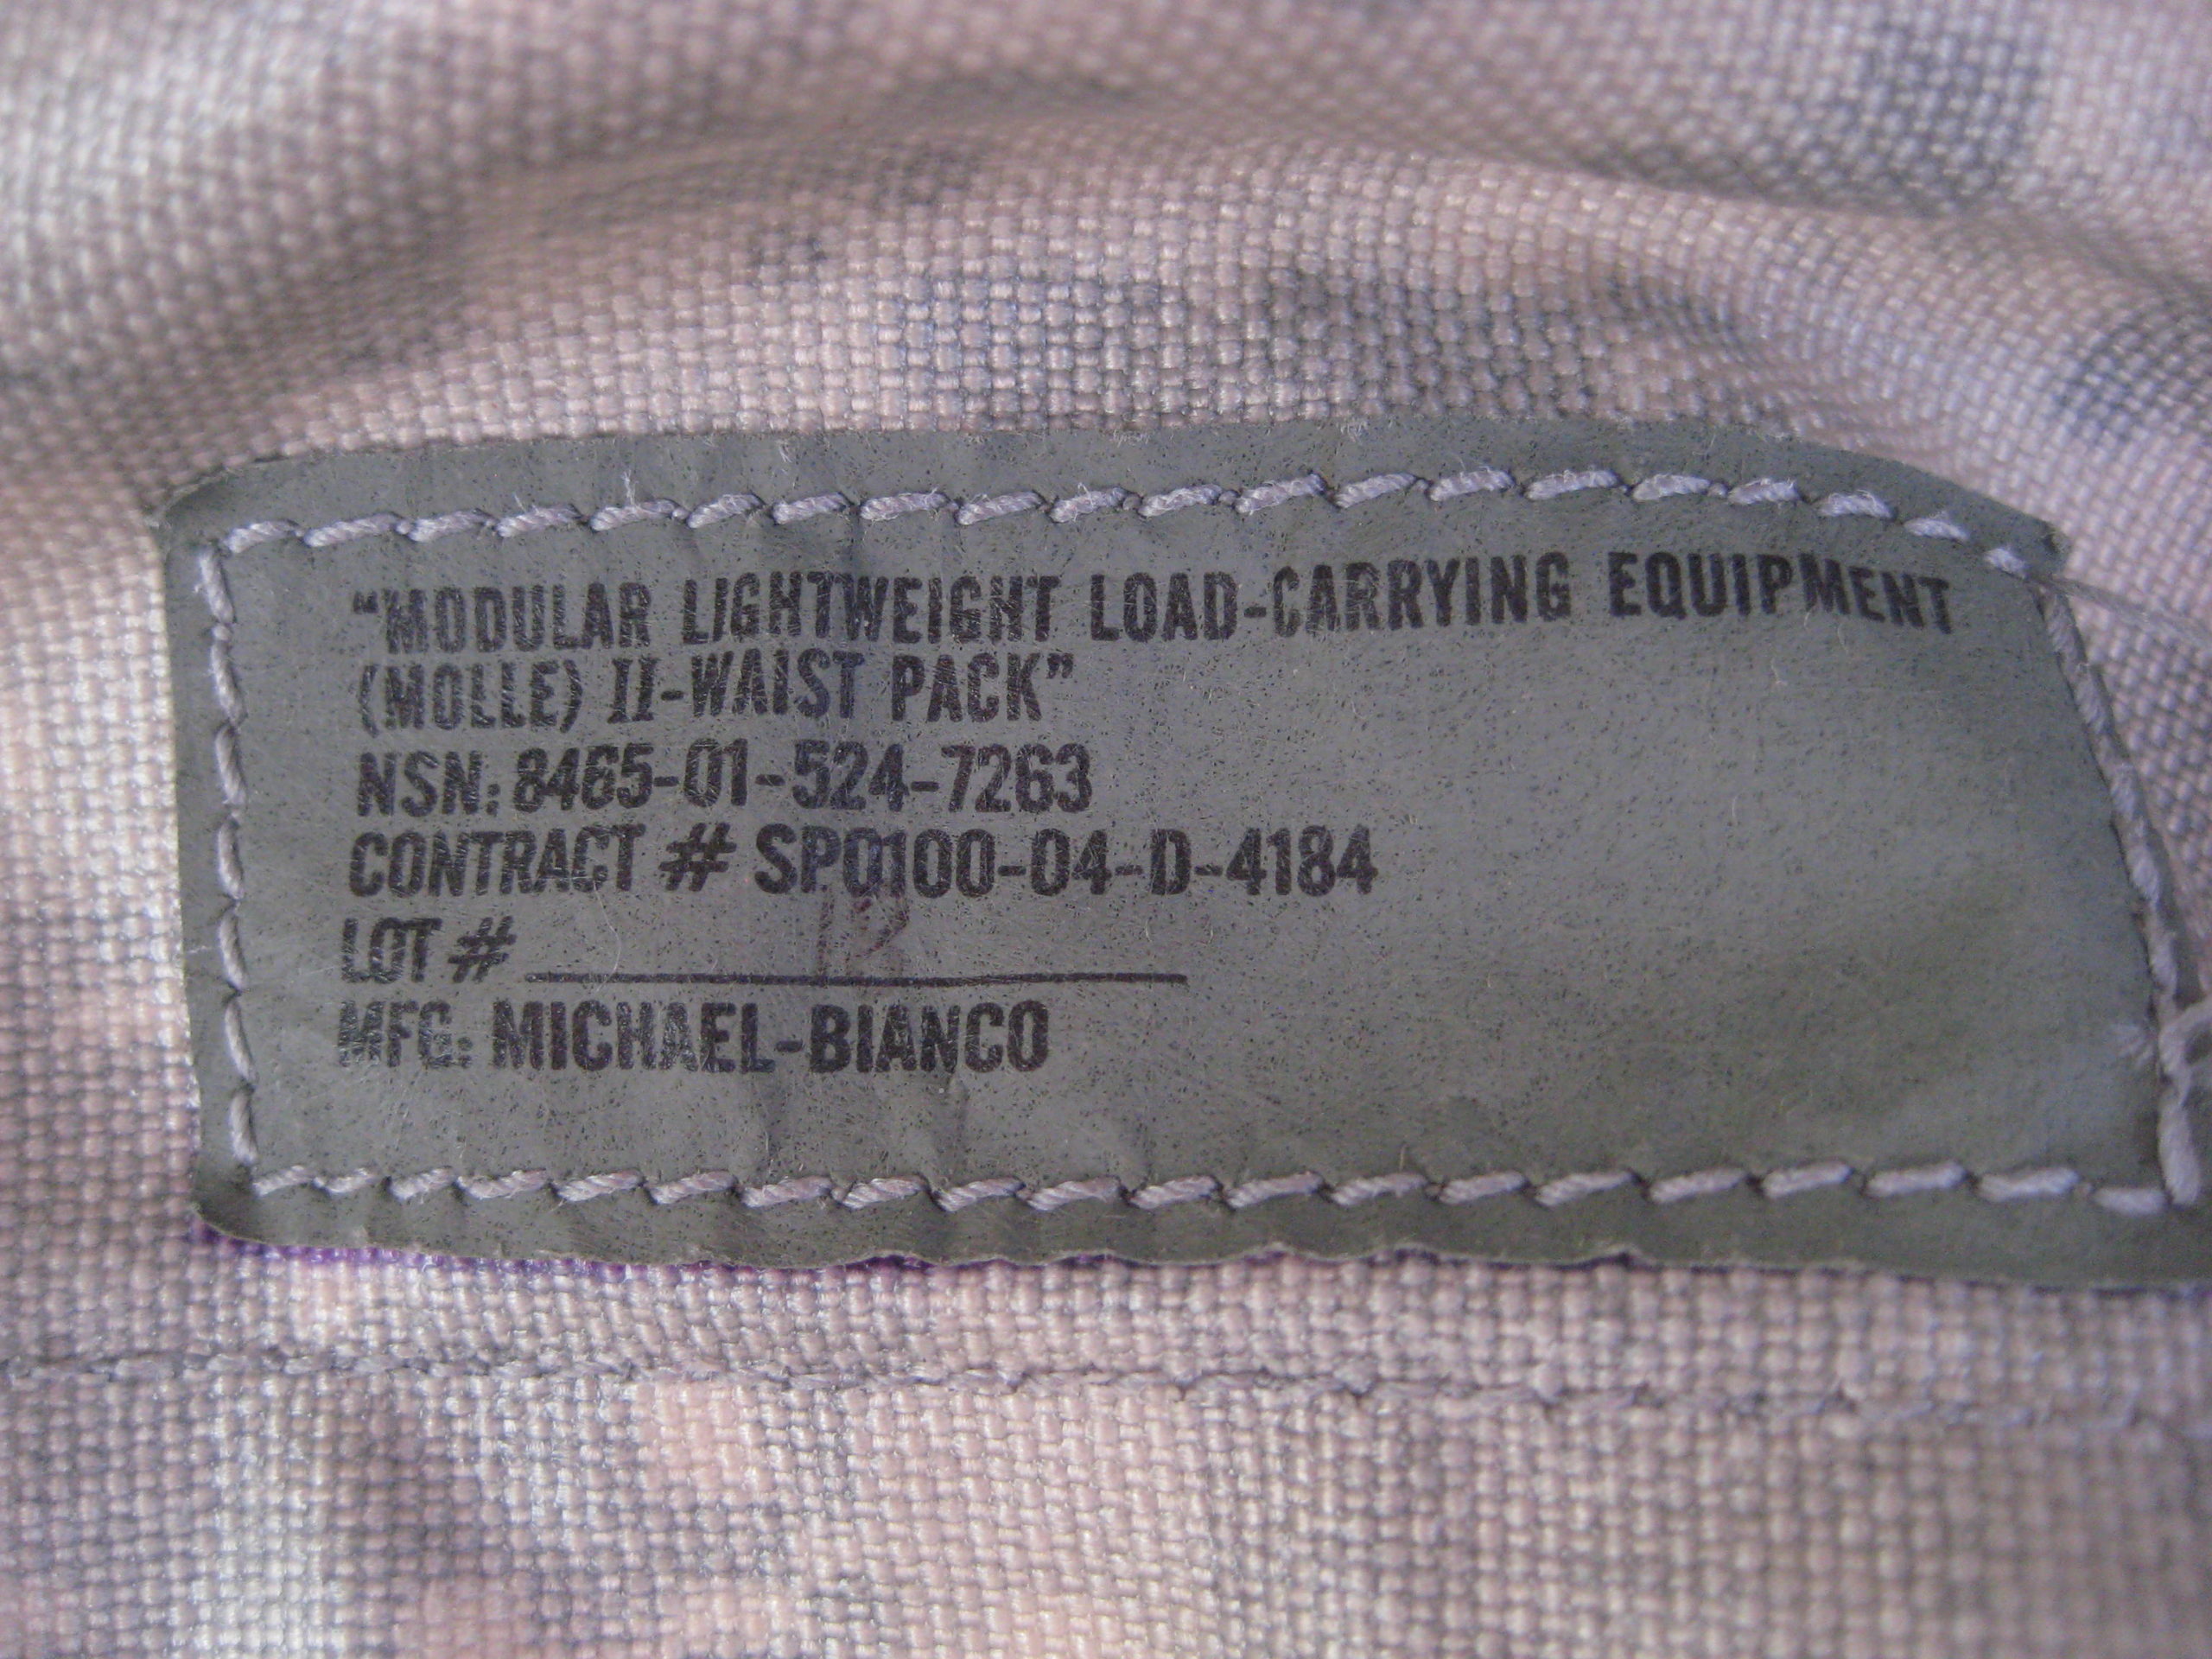 “MODULAR LIGHTWEIGHT LOAD-CARRYING EQUIPMENT
(MOLLE) II-WAIST PACK”
NSN: 8465-01-524-7263
CONTRACT # SPO100-04-D-4184
LOT #
MFG: MICHAEL-BIANCO